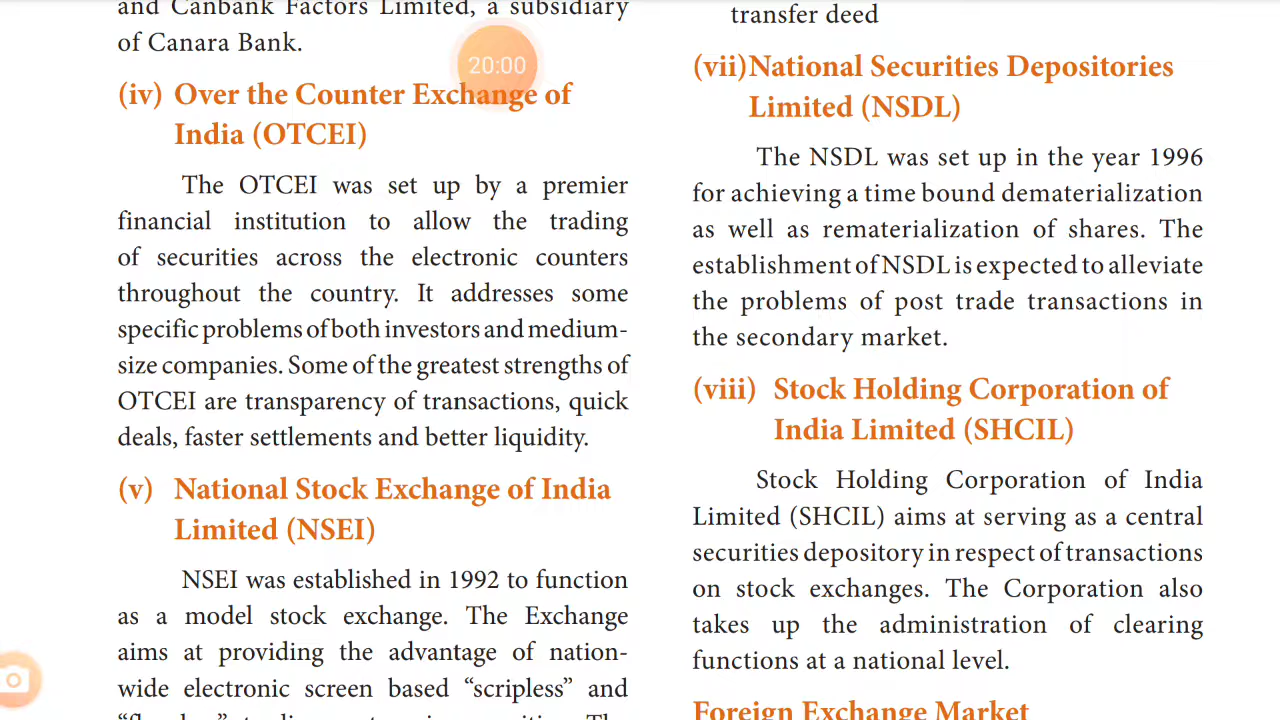 and Canbank Factors Limited, a subsidiary
of Canara Bank.
(iv) Over the Counter Exchange of
India (OTCEI)
The OTCEI was set up by a premier
financial institution to allow the trading
of securities across the electronic counters
throughout the country. It addresses some
specific problems of both investors and medium-
size companies. Some of the greatest strengths of
OTCEI are transparency of transactions, quick
deals, faster settlements and better liquidity.
(v) National Stock Exchange of India
Limited (NSEI)
NSEI was established in 1992 to function
as a model stock exchange. The Exchange
aims at providing the advantage of nation-
wide electronic screen based “scripless” and
transfer deed
(vii) National Securities Depositories
Limited (NSDL)
The NSDL was set up in the year 1996
for achieving a time bound dematerialization
as well as rematerialization of shares. The
establishment of NSDL is expected to alleviate
the problems of post trade transactions in
the secondary market.
(viii) Stock Holding Corporation of
India Limited (SHCIL)
Stock Holding Corporation of India
Limited (SHCIL) aims at serving as a central
securities depository in respect of transactions
on stock exchanges. The Corporation also
takes up the administration of clearing
functions at a national level.
Foreign Exchange Market
20:00